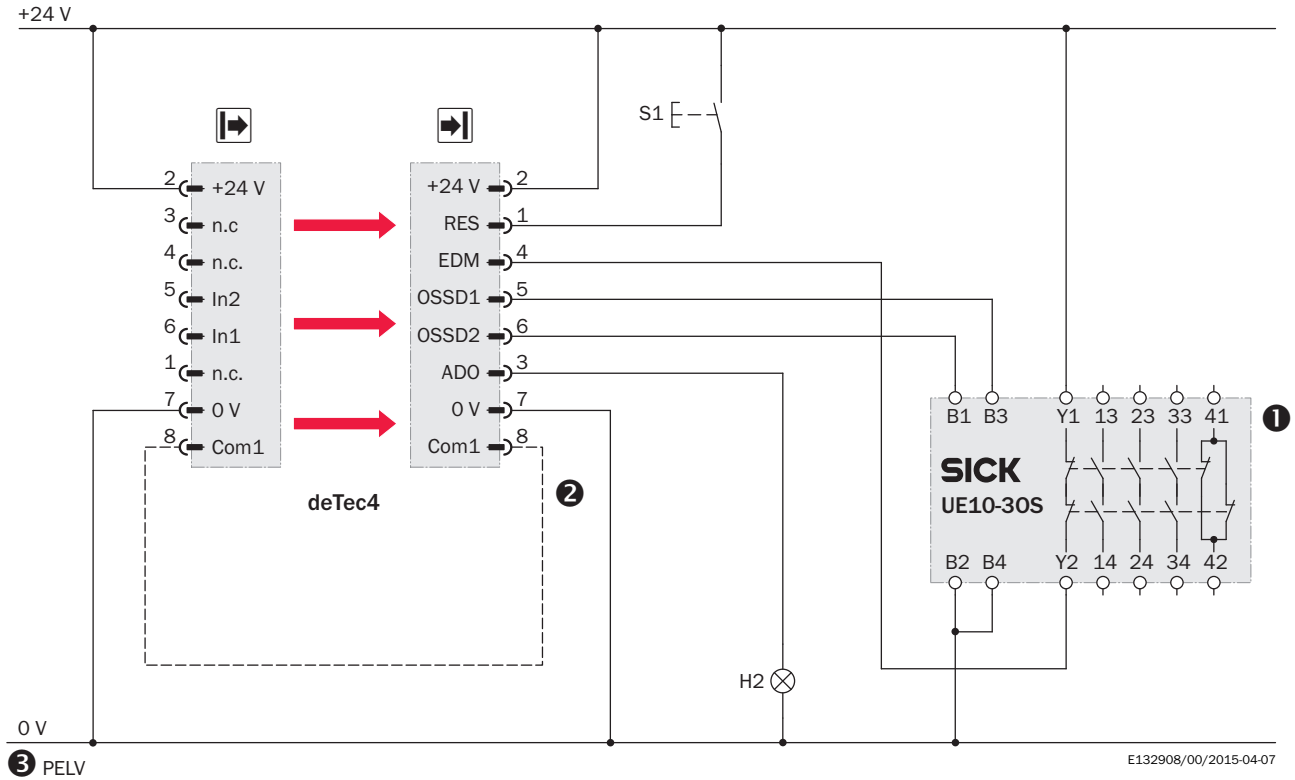 +24 V
S1
2 +24 V
3 n.c
4 n.c.
5 In2
6 In1
1 n.c.
7 0 V
8 Com1
+24 V 2
RES 1
EDM 4
OSSD1 5
OSSD2 6
ADO 3
0 V 7
Com1 8
deTec4
❷
B1 B3 Y1 13 23 33 41
❶
SICK
UE10-30S
B2 B4 Y2 14 24 34 42
H2
0 V
❸ PELV
E132908/00/2015-04-07